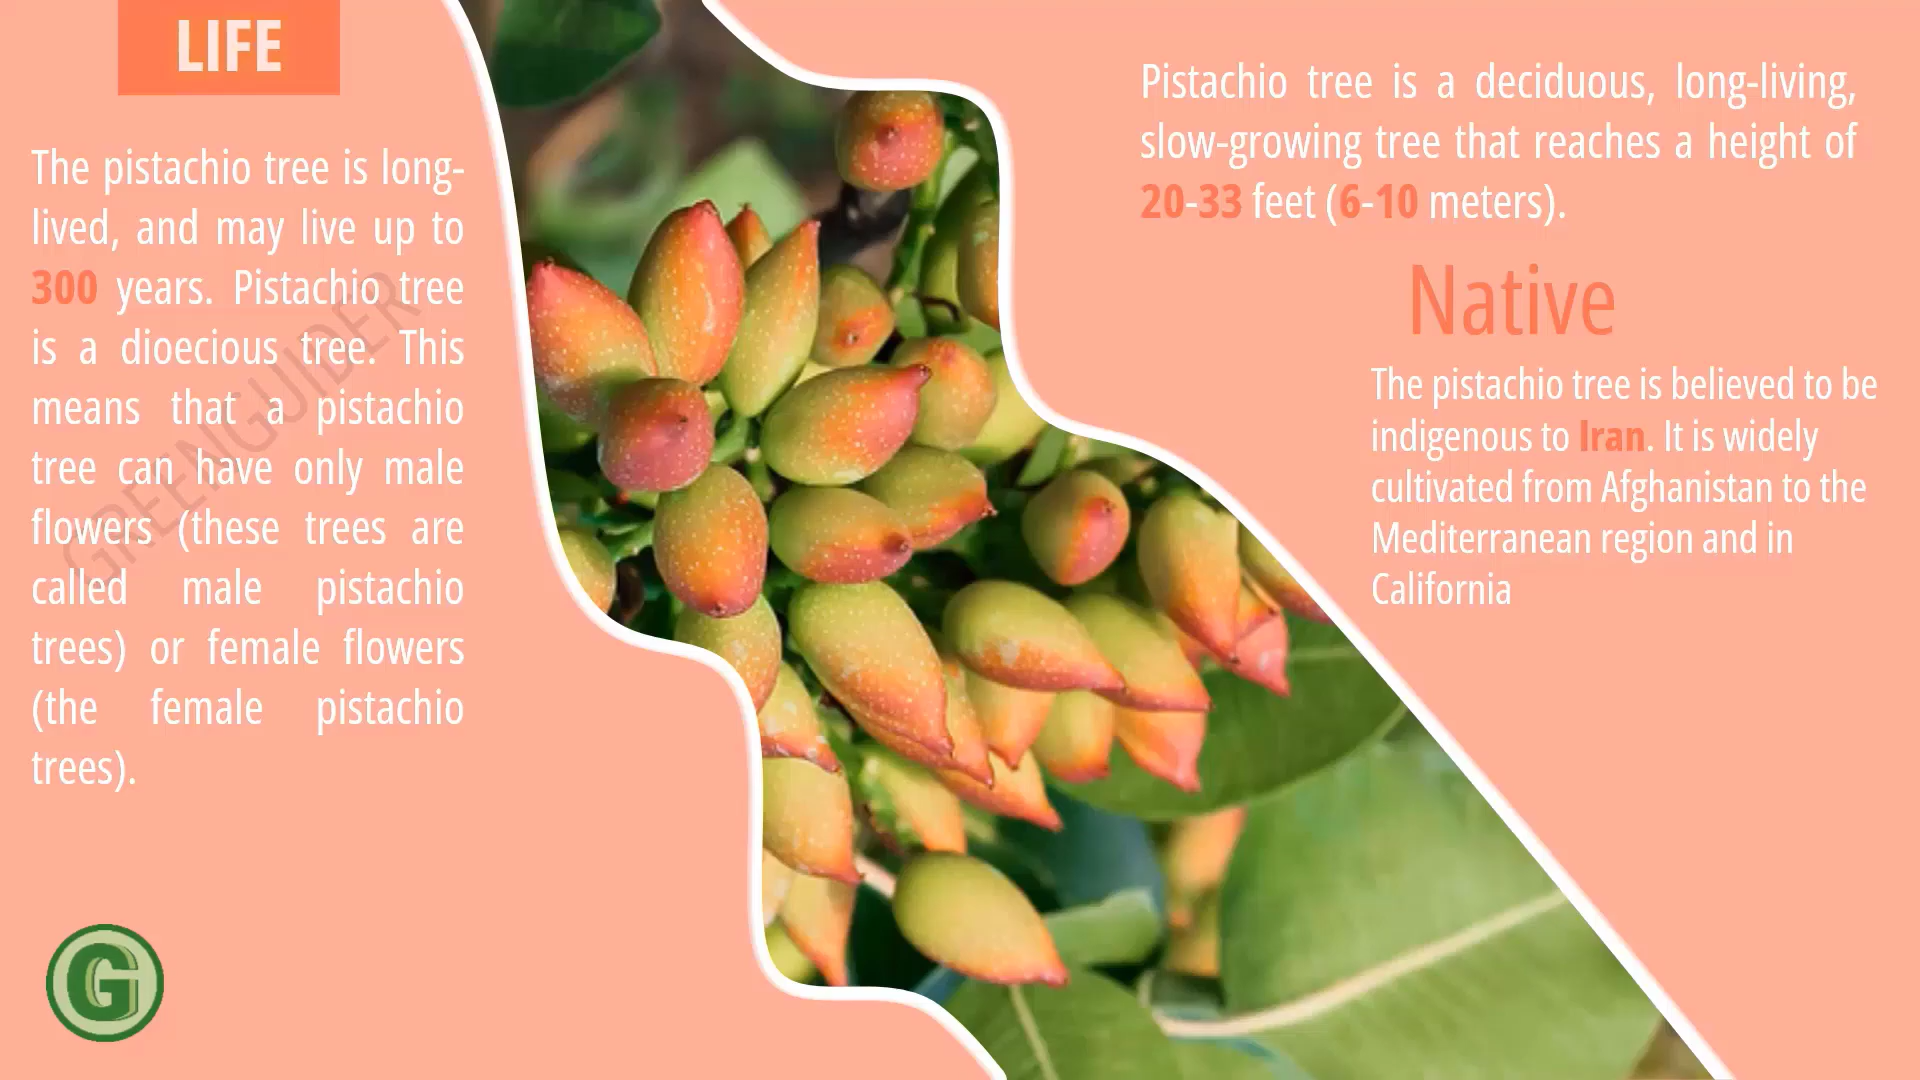 LIFE
The pistachio tree is long-
lived, and may live up to
300 years. Pistachio tree
is a dioecious tree. This
means that a pistachio
tree can have only male
flowers (these trees are
called male pistachio
trees) or female flowers
(the female pistachio
trees).
GREENGUIDER
G
Pistachio tree is a deciduous, long-living,
slow-growing tree that reaches a height of
20-33 feet (6-10 meters).
Native
The pistachio tree is believed to be
indigenous to Iran. It is widely
cultivated from Afghanistan to the
Mediterranean region and in
California